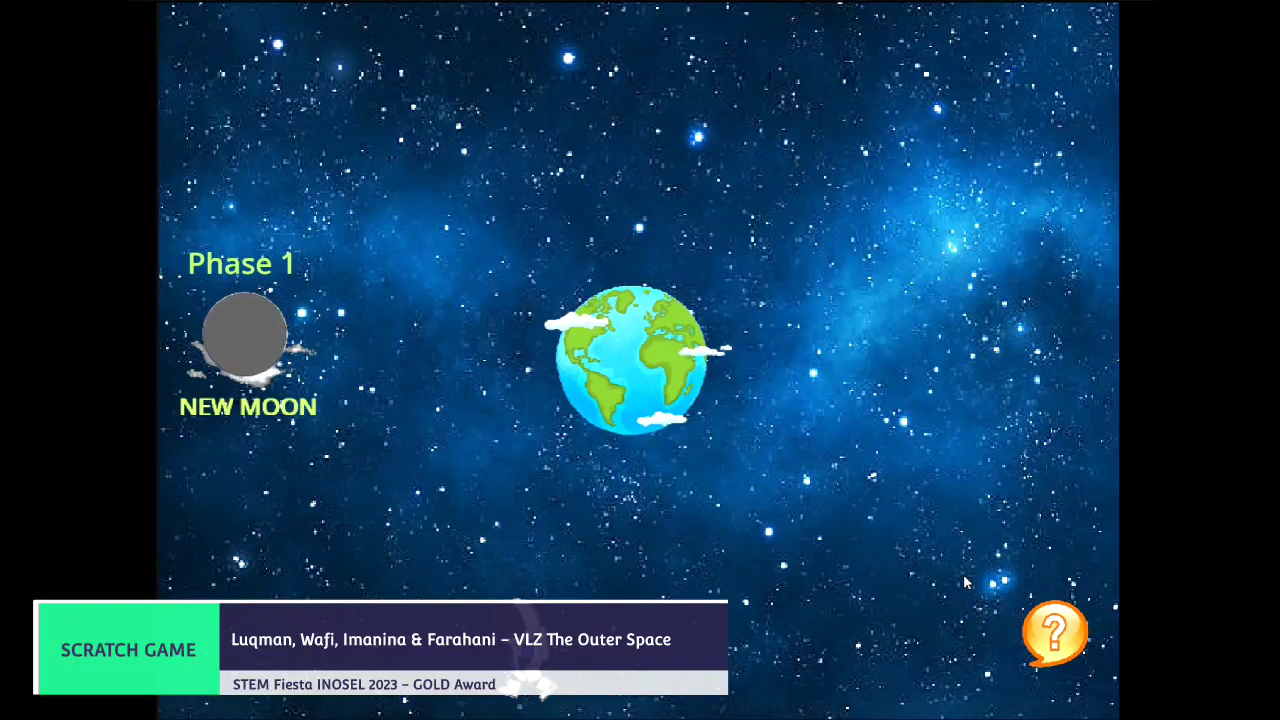 Phase 1
NEW MOON
SCRATCH GAME
Luqman, Wafi, Imanina & Farahani – VLZ The Outer Space
STEM Fiesta INOSEL 2023 – GOLD Award
?